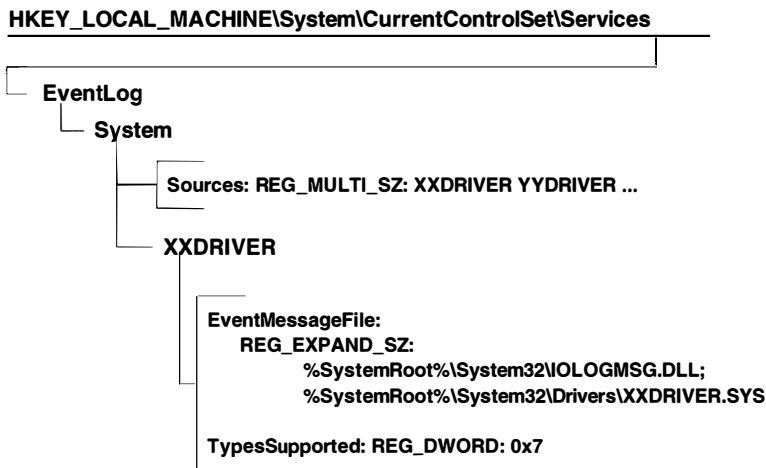 HKEY_LOCAL_MACHINE\System\CurrentControlSet\Services
EventLog
System
Sources: REG_MULTI_SZ: XXDRIVER YYDRIVER ...
XXDRIVER
EventMessageFile:
REG_EXPAND_SZ:
%SystemRoot%\System32\IOLOGMSG.DLL;
%SystemRoot%\System32\Drivers\XXDRIVER.SYS
TypesSupported: REG_DWORD: 0x7